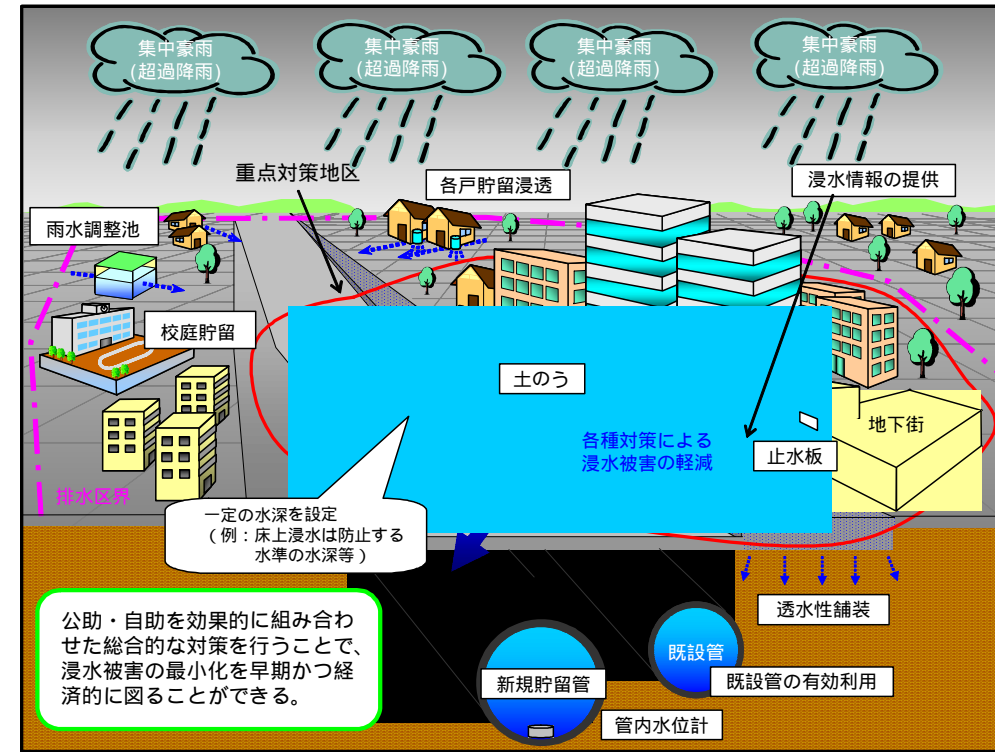 集中豪雨
(超過降雨)
集中豪雨
(超過降雨)
集中豪雨
(超過降雨)
集中豪雨
(超過降雨)
重点対策地区
各戸貯留浸透
浸水情報の提供
雨水調整池
校庭貯留
土のう
地下街
各種対策による
浸水被害の軽減
止水板
排水区界
一定の水深を設定
(例:床上浸水は防止する
水準の水深等)
透水性舗装
公助・自助を効果的に組み合わ
せた総合的な対策を行うことで、
浸水被害の最小化を早期かつ経
済的に図ることができる。
既設管
新規貯留管
既設管の有効利用
管内水位計